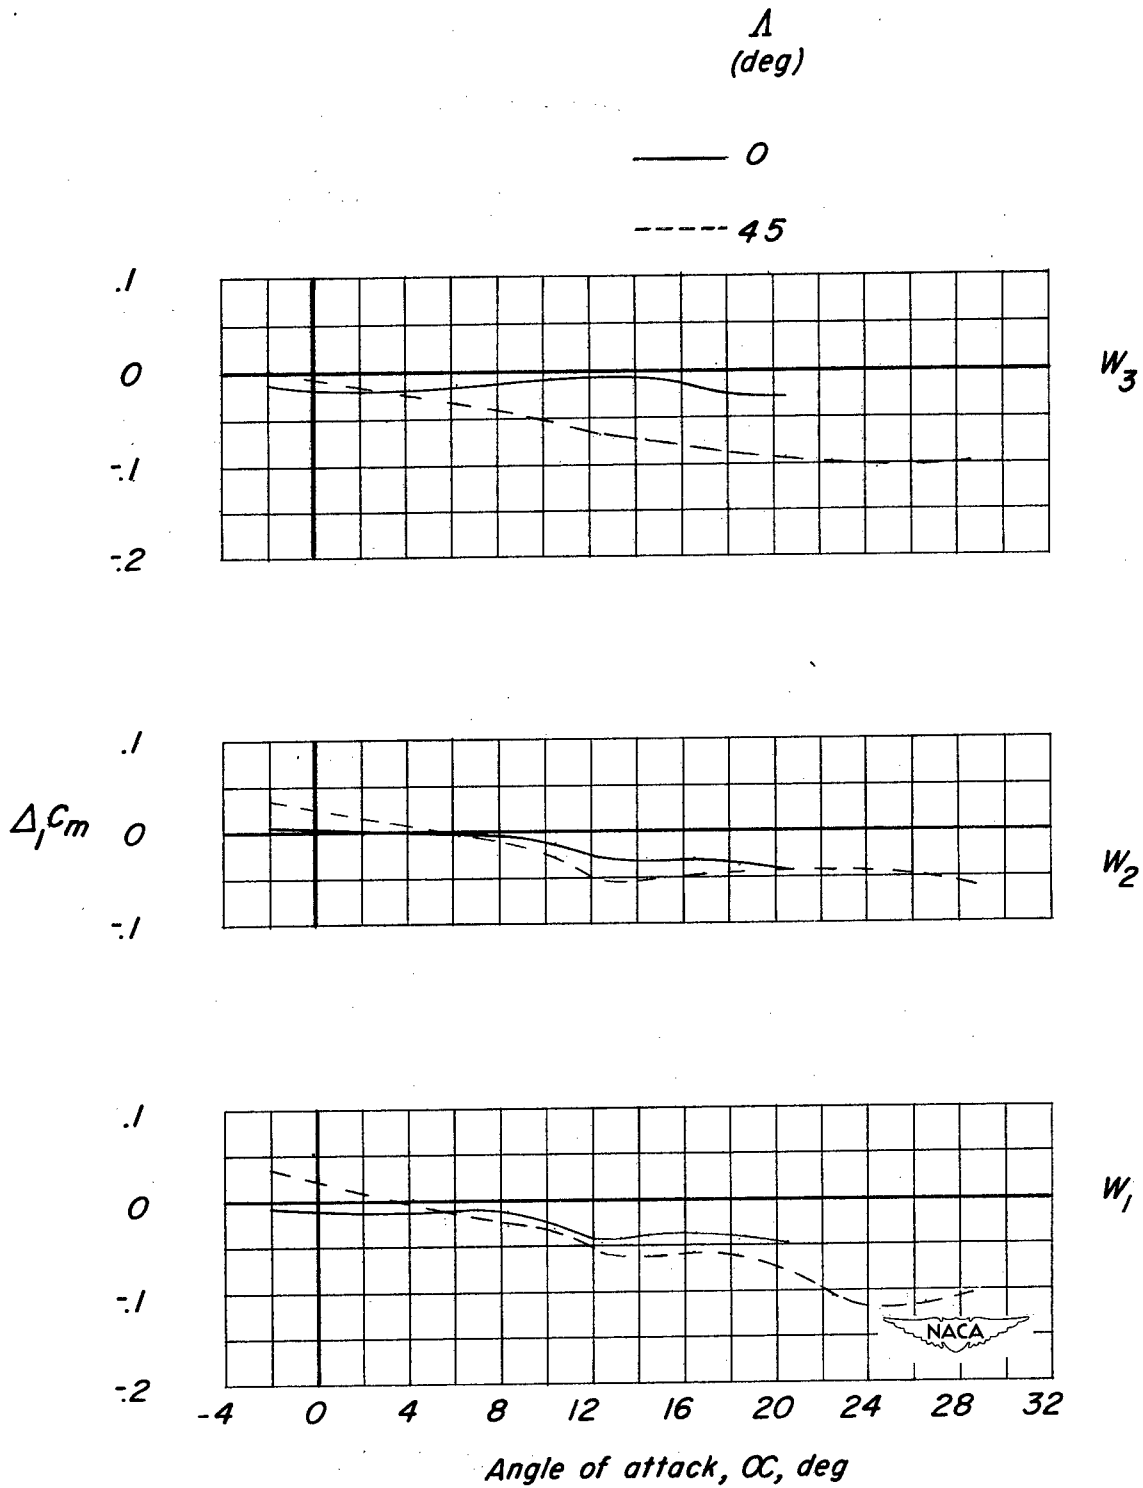 Λ
(deg)
0
45
.1
0
-.1
-.2
W3
.1
Δ1Cm 0
-.1
W2
.1
0
-.1
-.2
W1
NACA
-4 0 4 8 12 16 20 24 28 32
Angle of attack, α, deg